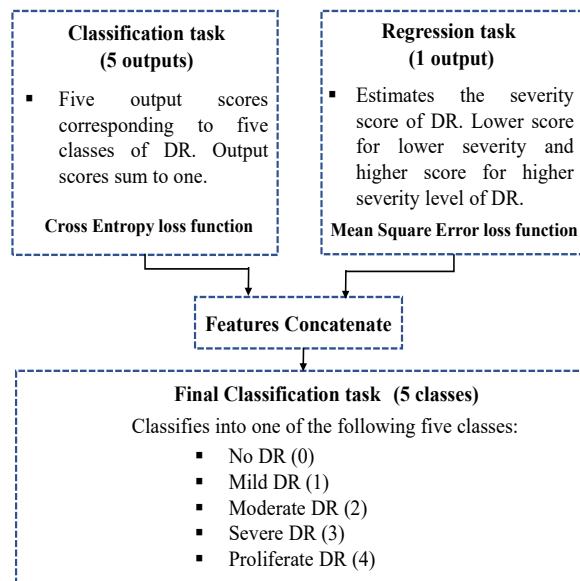 Classification task
(5 outputs)
▪ Five output scores
corresponding to five
classes of DR. Output
scores sum to one.
Cross Entropy loss function
Regression task
(1 output)
▪ Estimates the severity
score of DR. Lower score
for lower severity and
higher score for higher
severity level of DR.
Mean Square Error loss function
Features Concatenate
Final Classification task (5 classes)
Classifies into one of the following five classes:
▪ No DR (0)
▪ Mild DR (1)
▪ Moderate DR (2)
▪ Severe DR (3)
▪ Proliferate DR (4)